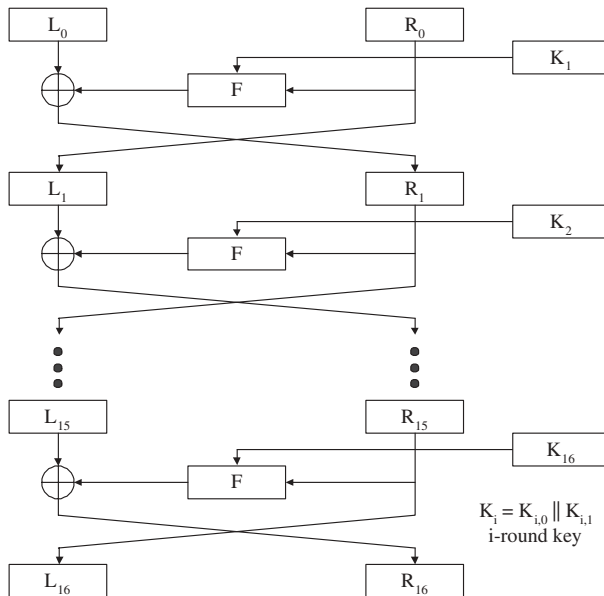 L₀ R₀
K₁
F
L₁ R₁
K₂
F
L₁₅ R₁₅
K₁₆
F
Kᵢ = Kᵢ,₀ || Kᵢ,₁
i-round key
L₁₆ R₁₆